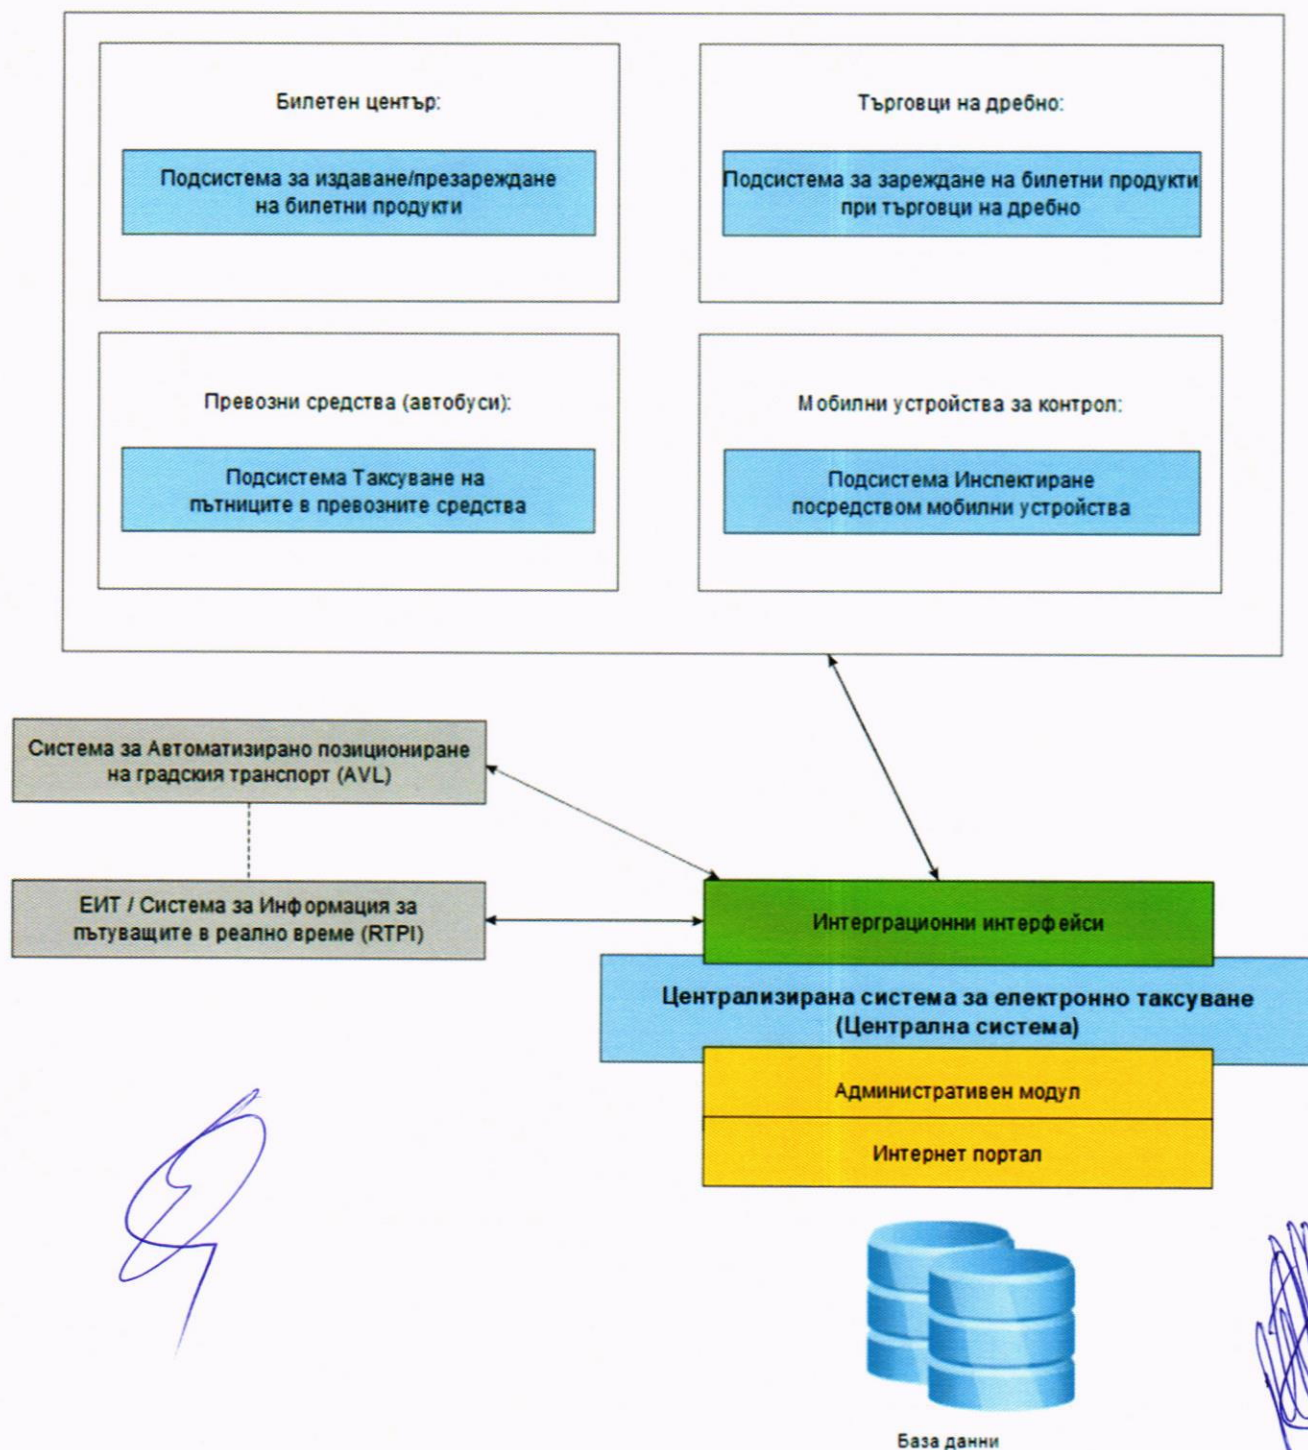 Билетен център:
Подсистема за издаване/презареждане
на билетни продукти
Търговци на дребно:
Подсистема за зареждане на билетни продукти
при търговци на дребно
Превозни средства (автобуси):
Подсистема Таксуване на
пътниците в превозните средства
Мобилни устройства за контрол:
Подсистема Инспектиране
посредством мобилни устройства
Система за Автоматизирано позициониране
на градския транспорт (AVL)
ЕИТ / Система за Информация за
пътуващите в реално време (RTPI)
Интерграционни интерфейси
Централизирана система за електронно таксуване
(Централна система)
Административен модул
Интернет портал
База данни